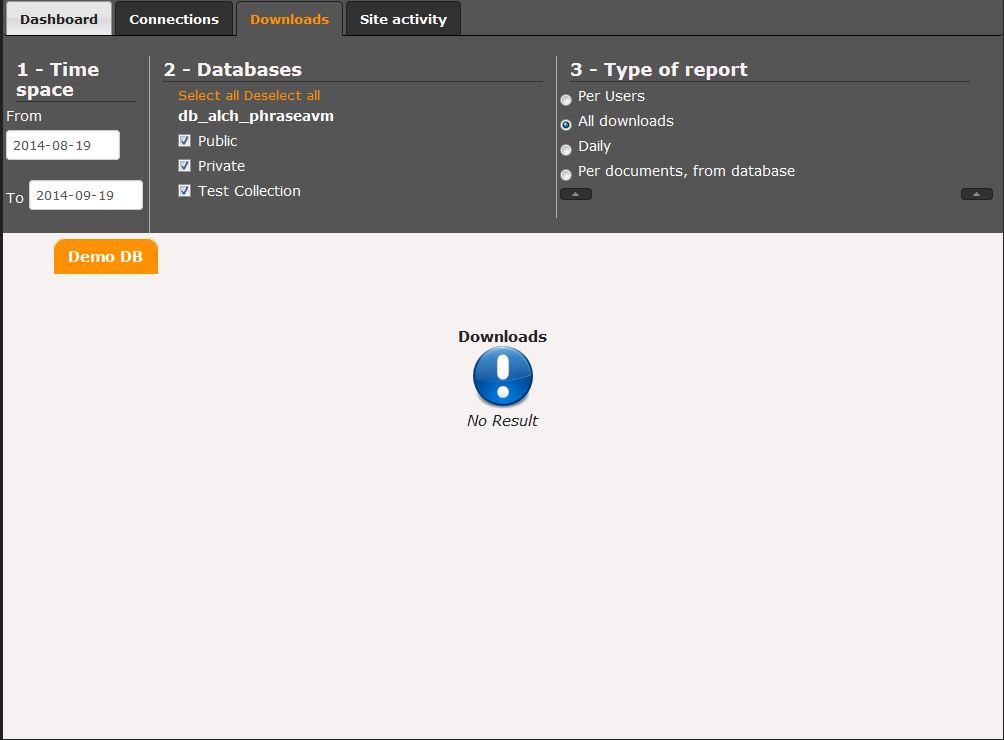 Dashboard Connections Downloads Site activity
1 - Time
space
From
2014-08-19
To 2014-09-19
2 - Databases
Select all Deselect all
db_alch_phraseavm
Public
Private
Test Collection
3 - Type of report
Per Users
All downloads
Daily
Per documents, from database
Demo DB
Downloads
No Result